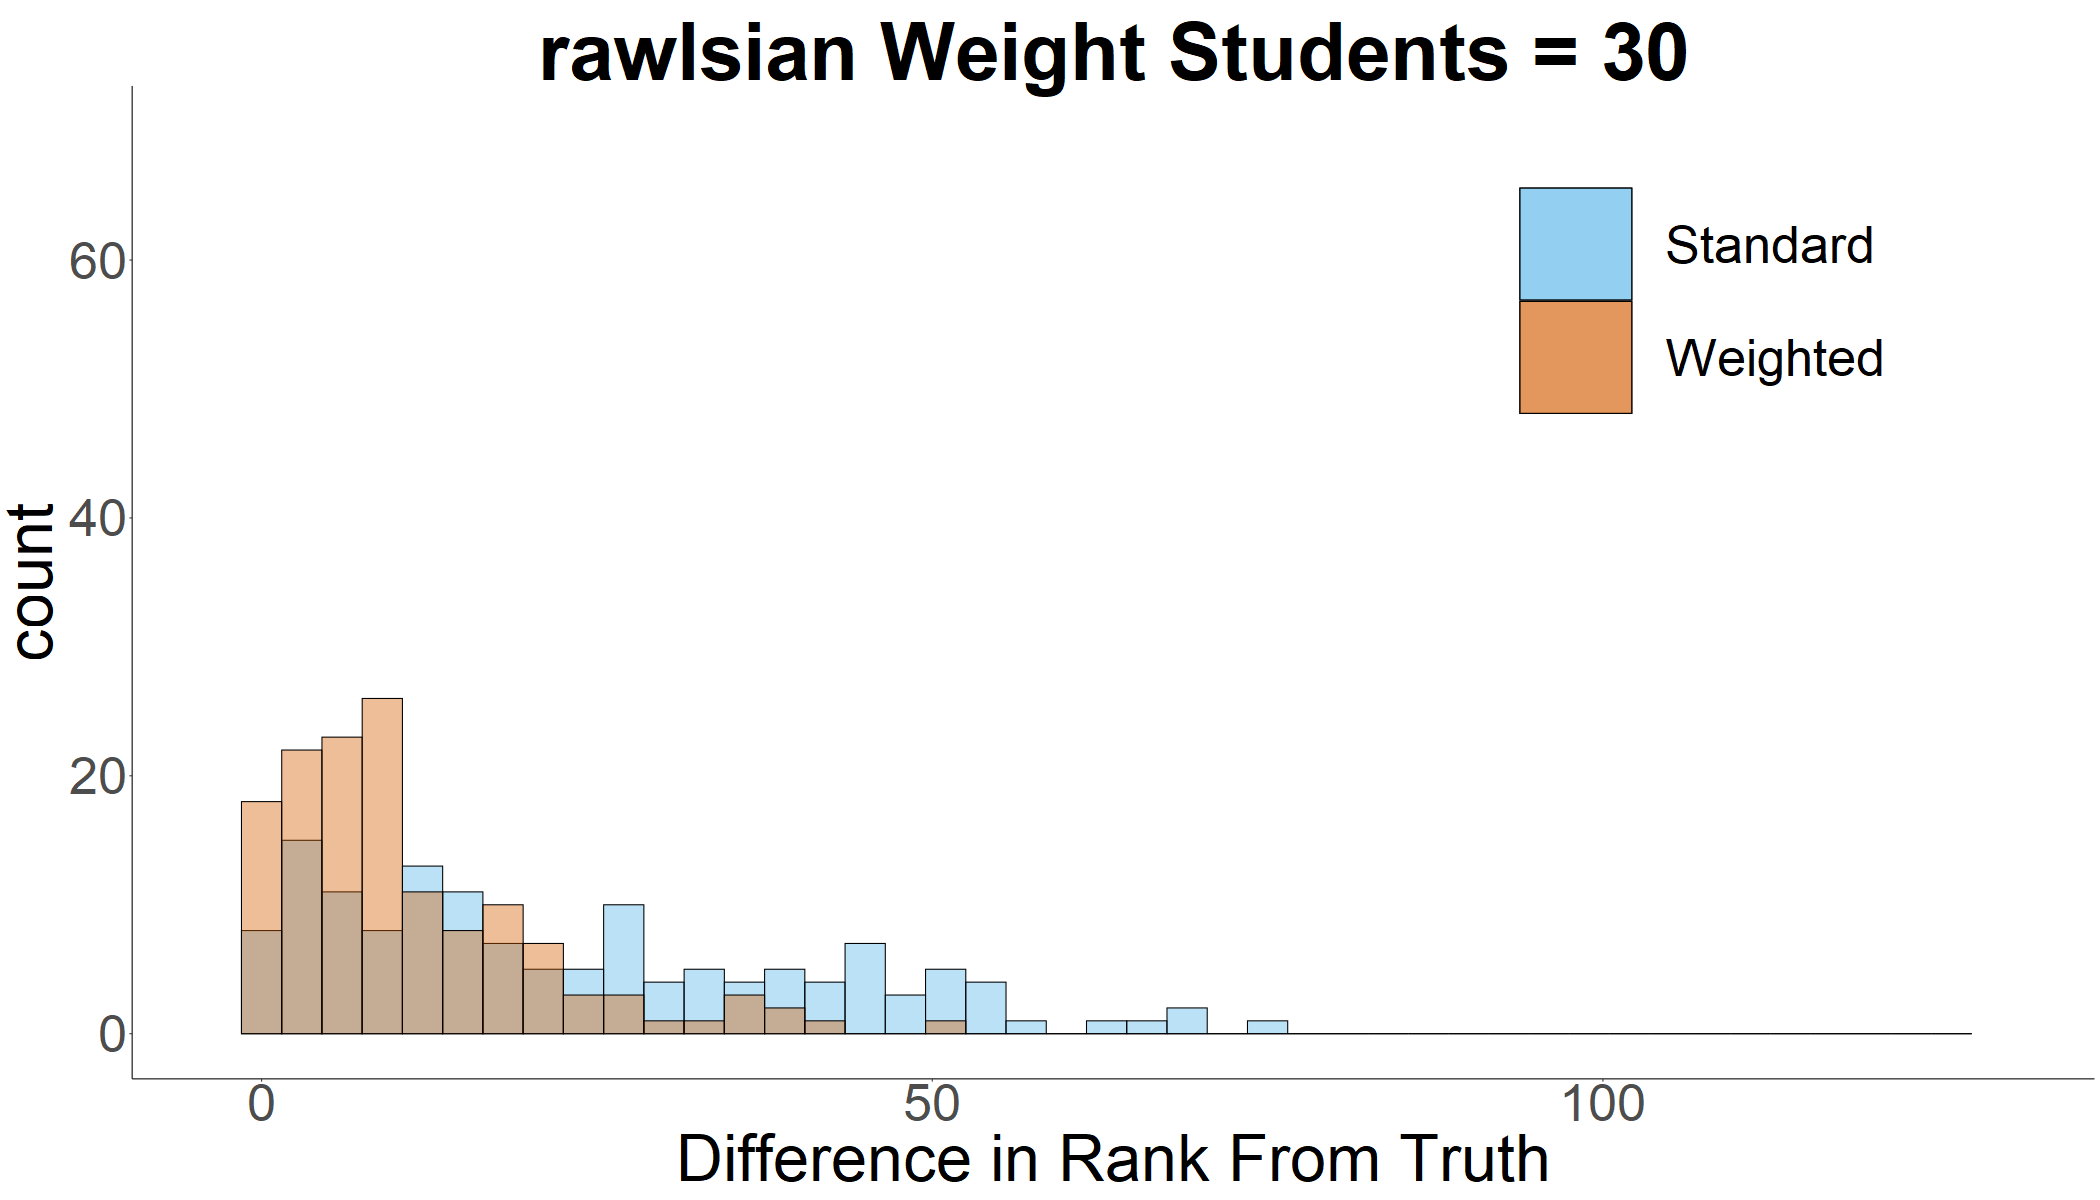 rawlsian Weight Students = 30
Standard
Weighted
count
60
40
20
0
0 50 100
Difference in Rank From Truth